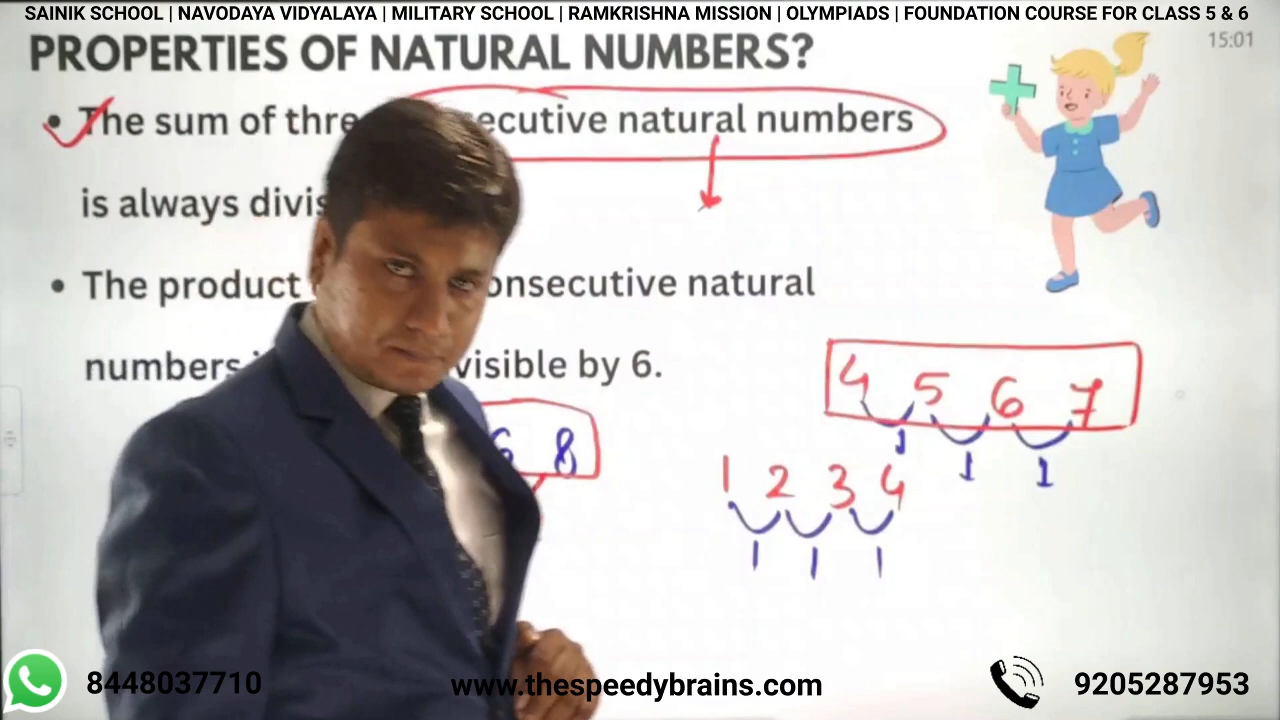 SAINIK SCHOOL | NAVODAYA VIDYALAYA | MILITARY SCHOOL | RAMKRISHNA MISSION | OLYMPIADS | FOUNDATION COURSE FOR CLASS 5 & 6
15:01
PROPERTIES OF NATURAL NUMBERS?
• The sum of thre ecutive natural numbers
is always divis
• The product onsecutive natural
numbers visible by 6.
4 5 6 7
1 1 1
6 8
1 2 3 4
1 1 1
8448037710
www.thespeedybrains.com
9205287953